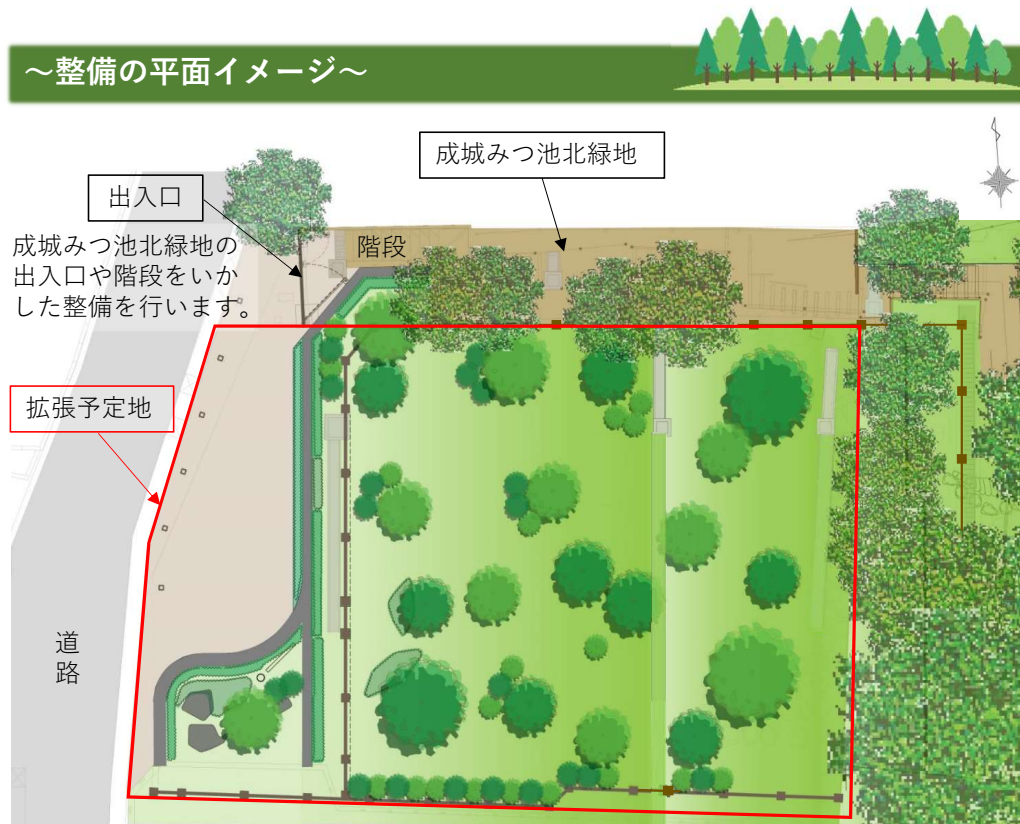 ～整備の平面イメージ～
成城みつ池北緑地
出入口
階段
成城みつ池北緑地の
出入口や階段をいか
した整備を行います。
拡張予定地
道
路